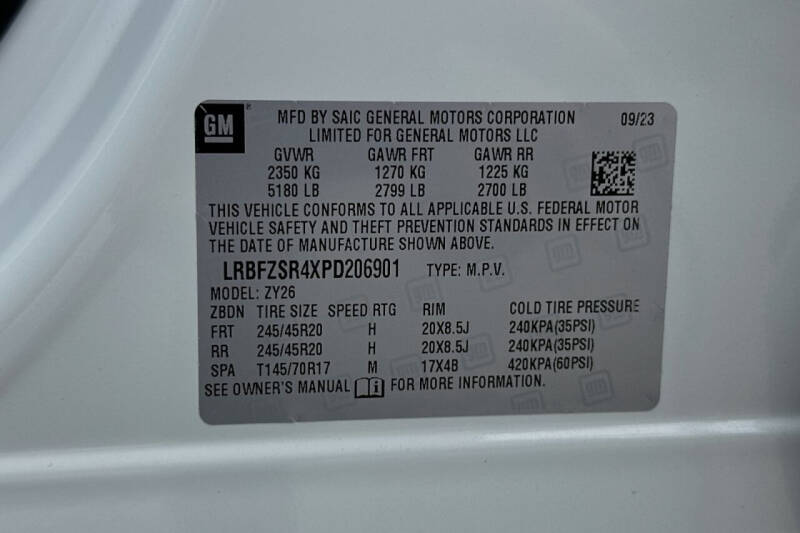 GM
MFD BY SAIC GENERAL MOTORS CORPORATION 09/23
LIMITED FOR GENERAL MOTORS LLC
GVWR GAWR FRT GAWR RR
2350 KG 1270 KG 1225 KG
5180 LB 2799 LB 2700 LB
THIS VEHICLE CONFORMS TO ALL APPLICABLE U.S. FEDERAL MOTOR
VEHICLE SAFETY AND THEFT PREVENTION STANDARDS IN EFFECT ON
THE DATE OF MANUFACTURE SHOWN ABOVE.
LRBFZSR4XPD206901 TYPE: M.P.V.
MODEL: ZY26
ZBDN TIRE SIZE SPEED RTG RIM COLD TIRE PRESSURE
FRT 245/45R20 H 20X8.5J 240KPA(35PSI)
RR 245/45R20 H 20X8.5J 240KPA(35PSI)
SPA T145/70R17 M 17X4B 420KPA(60PSI)
SEE OWNER'S MANUAL FOR MORE INFORMATION.